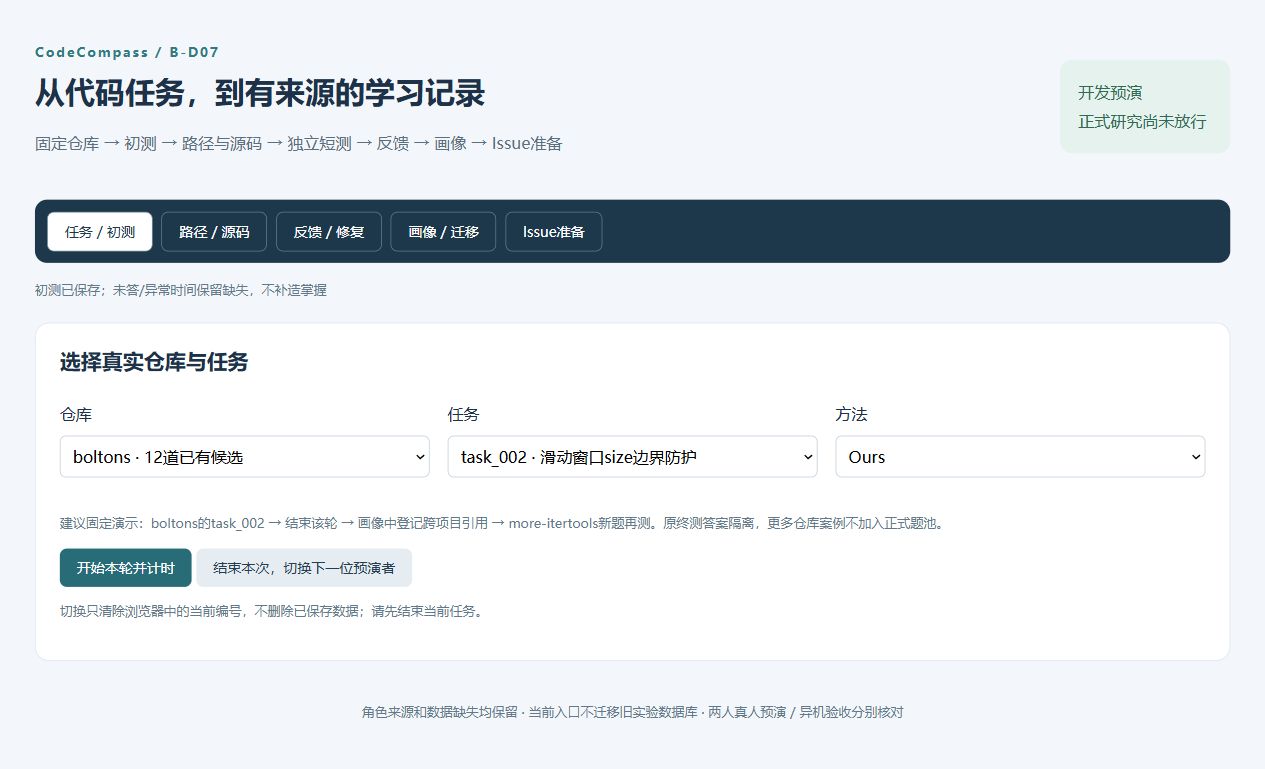 CodeCompass / B-D07
从代码任务，到有来源的学习记录
固定仓库 → 初测 → 路径与源码 → 独立短测 → 反馈 → 画像 → Issue准备
开发预演
正式研究尚未放行
任务 / 初测
路径 / 源码
反馈 / 修复
画像 / 迁移
Issue准备
初测已保存；未答/异常时间保留缺失，不补造掌握
选择真实仓库与任务
仓库
任务
方法
boltons · 12道已有候选
task_002 · 滑动窗口size边界防护
Ours
建议固定演示：boltons的task_002 → 结束该轮 → 画像中登记跨项目引用 → more-itertools新题再测。原终测答案隔离，更多仓库案例不加入正式题池。
开始本轮并计时
结束本次，切换下一位预演者
切换只清除浏览器中的当前编号，不删除已保存数据；请先结束当前任务。
角色来源和数据缺失均保留 · 当前入口不迁移旧实验数据库 · 两人真人预演 / 异机验收分别核对